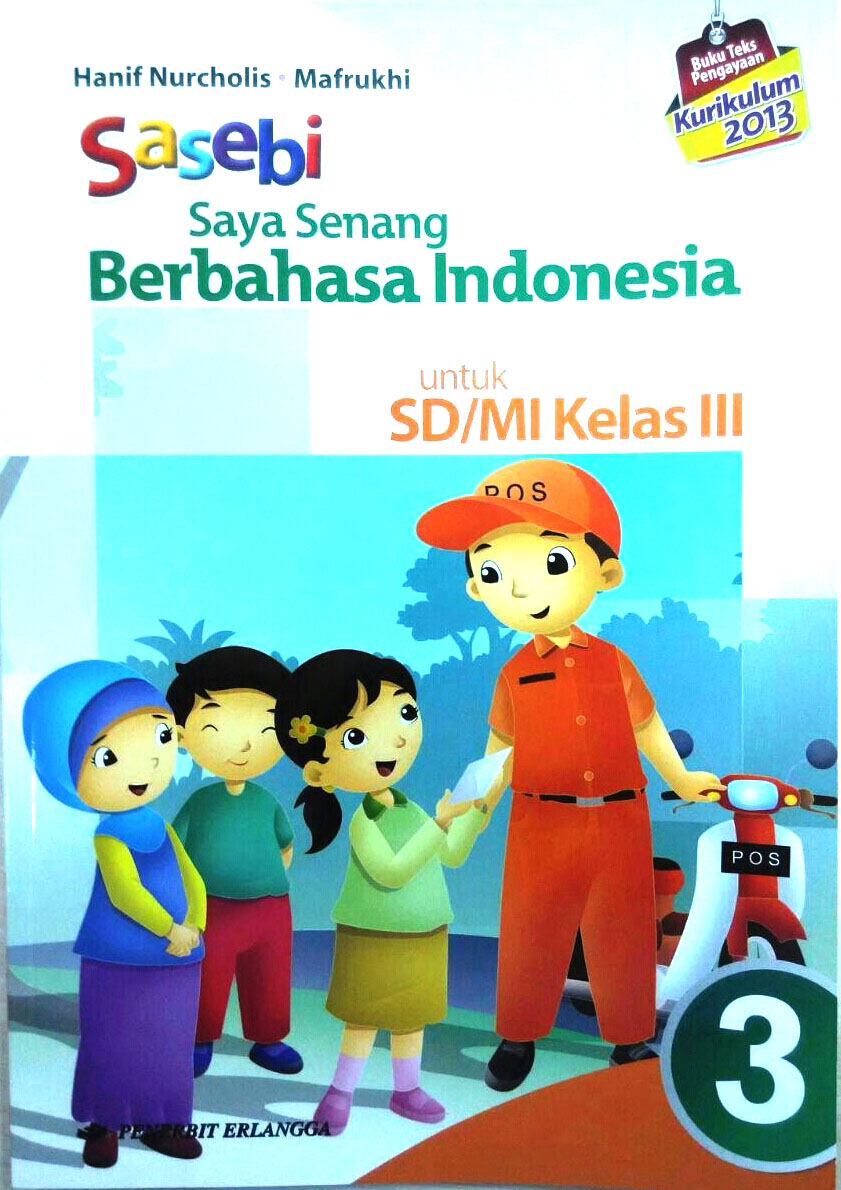 Hanif Nurcholis • Mafrukhi
Buku Teks
Pengayaan
Kurikulum
2013
Sasebi
Saya Senang
Berbahasa Indonesia
untuk
SD/MI Kelas III
POS
POS
3
PENERBIT ERLANGGA